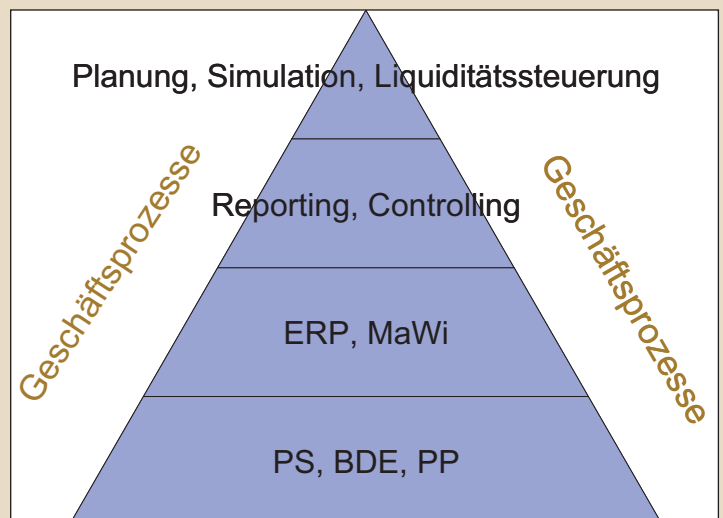 Planung, Simulation, Liquiditätssteuerung
Geschäftsprozesse
Geschäftsprozesse
Reporting, Controlling
ERP, MaWi
PS, BDE, PP